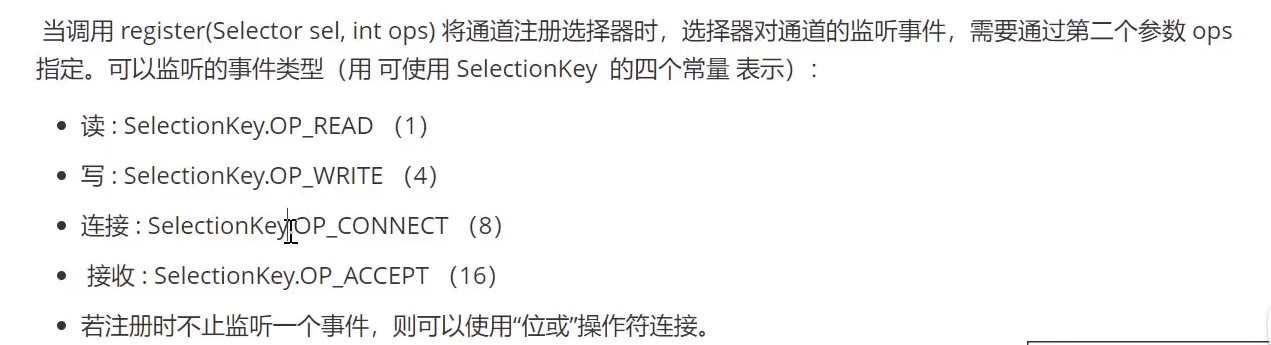 当调用 register(Selector sel, int ops) 将通道注册选择器时，选择器对通道的监听事件，需要通过第二个参数 ops
指定。可以监听的事件类型（用 可使用 SelectionKey 的四个常量 表示）：
• 读 : SelectionKey.OP_READ （1）
• 写 : SelectionKey.OP_WRITE （4）
• 连接 : SelectionKey.OP_CONNECT （8）
• 接收 : SelectionKey.OP_ACCEPT （16）
• 若注册时不止监听一个事件，则可以使用“位或”操作符连接。